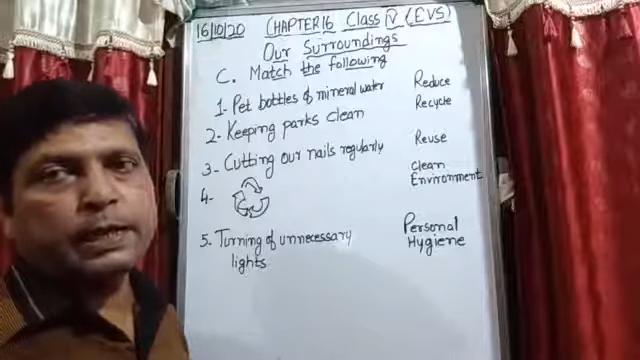 16/10/20 CHAPTER 16 Class V (EVS)
Our Surroundings
C. Match the following
1- Pet bottles of mineral water Reduce
2- Keeping parks clean Recycle
3- Cutting our nails regularly Reuse
4- Clean Environment
5. Turning of unnecessary lights Personal Hygiene